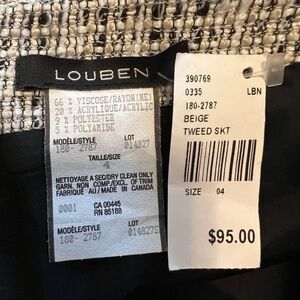 LOUBEN
66 % VISCOSE/RAYON(NE)
20 % ACRYLIQUE/ACRYLIC
9 % POLYESTER
5 % POLYAMIDE
MODÈLE/STYLE LOT
180- 2787 014827
TAILLE/SIZE
4
NETTOYAGE A SEC/DRY CLEAN ONLY
GARN. NON COMP./EXCL. OF TRIM
FABRIQUE AU/MADE IN CANADA
0001 CA 00445
RN 85188
MODÈLE/STYLE LOT
180- 2787 014827S
390769
0335 LBN
180-2787
BEIGE
TWEED SKT
SIZE 04
$95.00